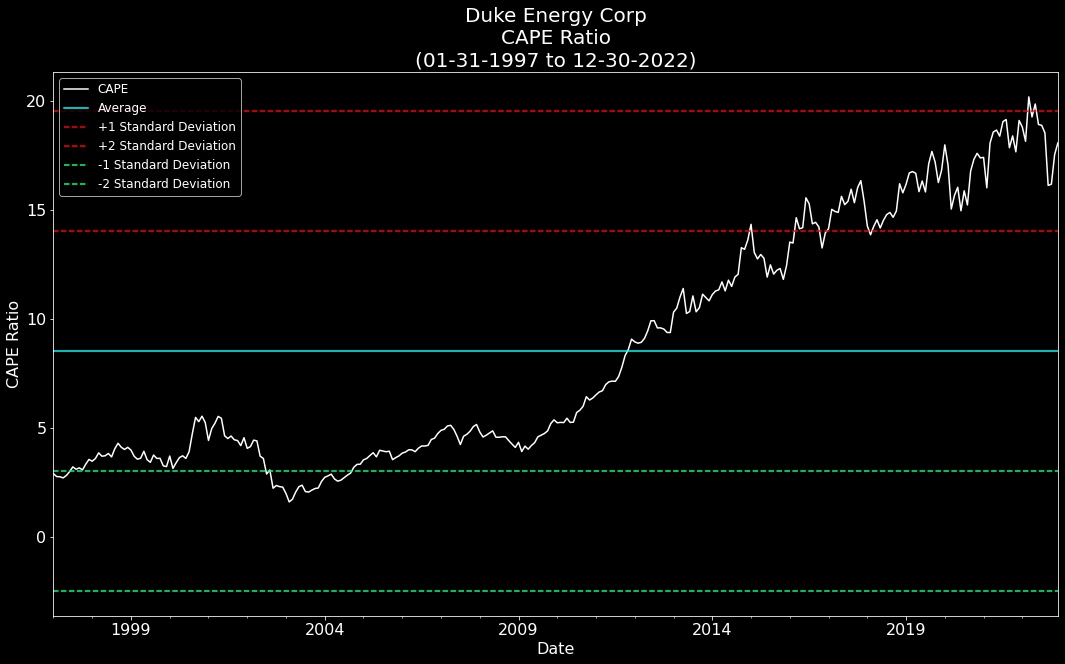 Duke Energy Corp
CAPE Ratio
(01-31-1997 to 12-30-2022)
CAPE
Average
+1 Standard Deviation
+2 Standard Deviation
-1 Standard Deviation
-2 Standard Deviation
20
15
10
5
0
CAPE Ratio
1999 2004 2009 2014 2019
Date